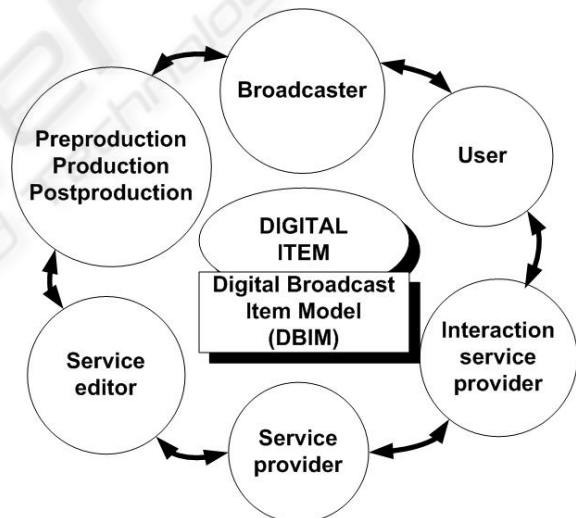 Broadcaster
Preproduction
Production
Postproduction
User
DIGITAL
ITEM
Digital Broadcast
Item Model
(DBIM)
Interaction
service
provider
Service
editor
Service
provider